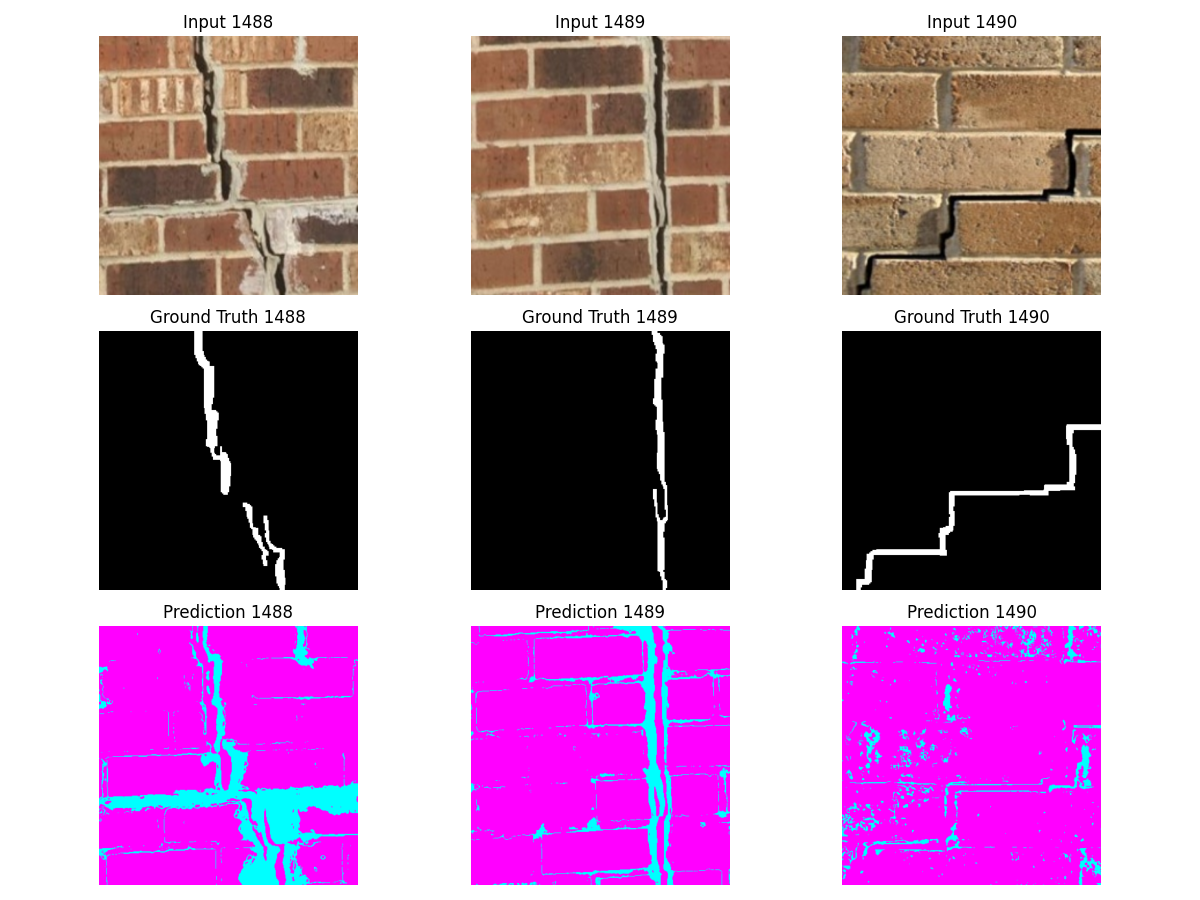 Input 1488
Input 1489
Input 1490
Ground Truth 1488
Ground Truth 1489
Ground Truth 1490
Prediction 1488
Prediction 1489
Prediction 1490